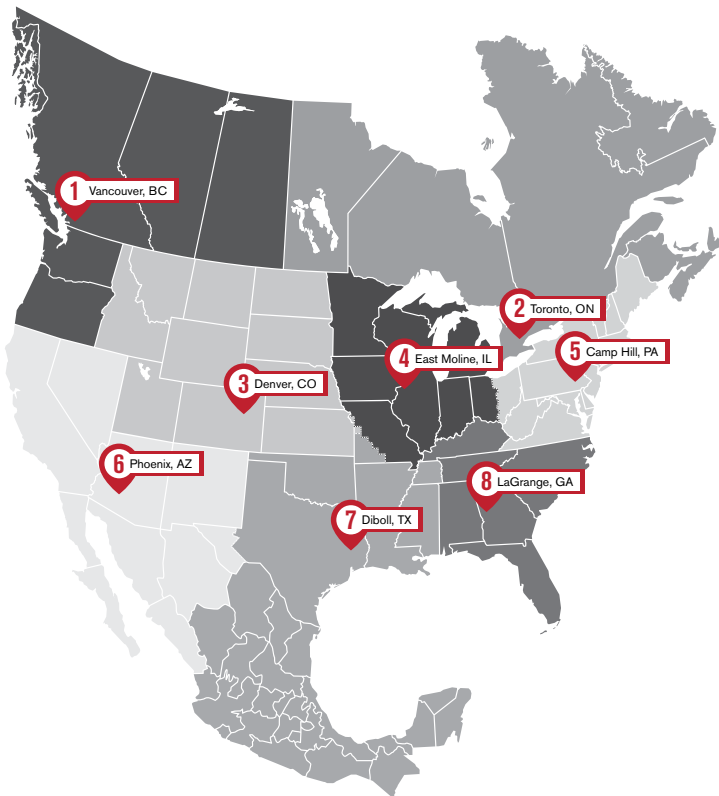 1 Vancouver, BC
2 Toronto, ON
5 Camp Hill, PA
4 East Moline, IL
3 Denver, CO
6 Phoenix, AZ
8 LaGrange, GA
7 Diboll, TX